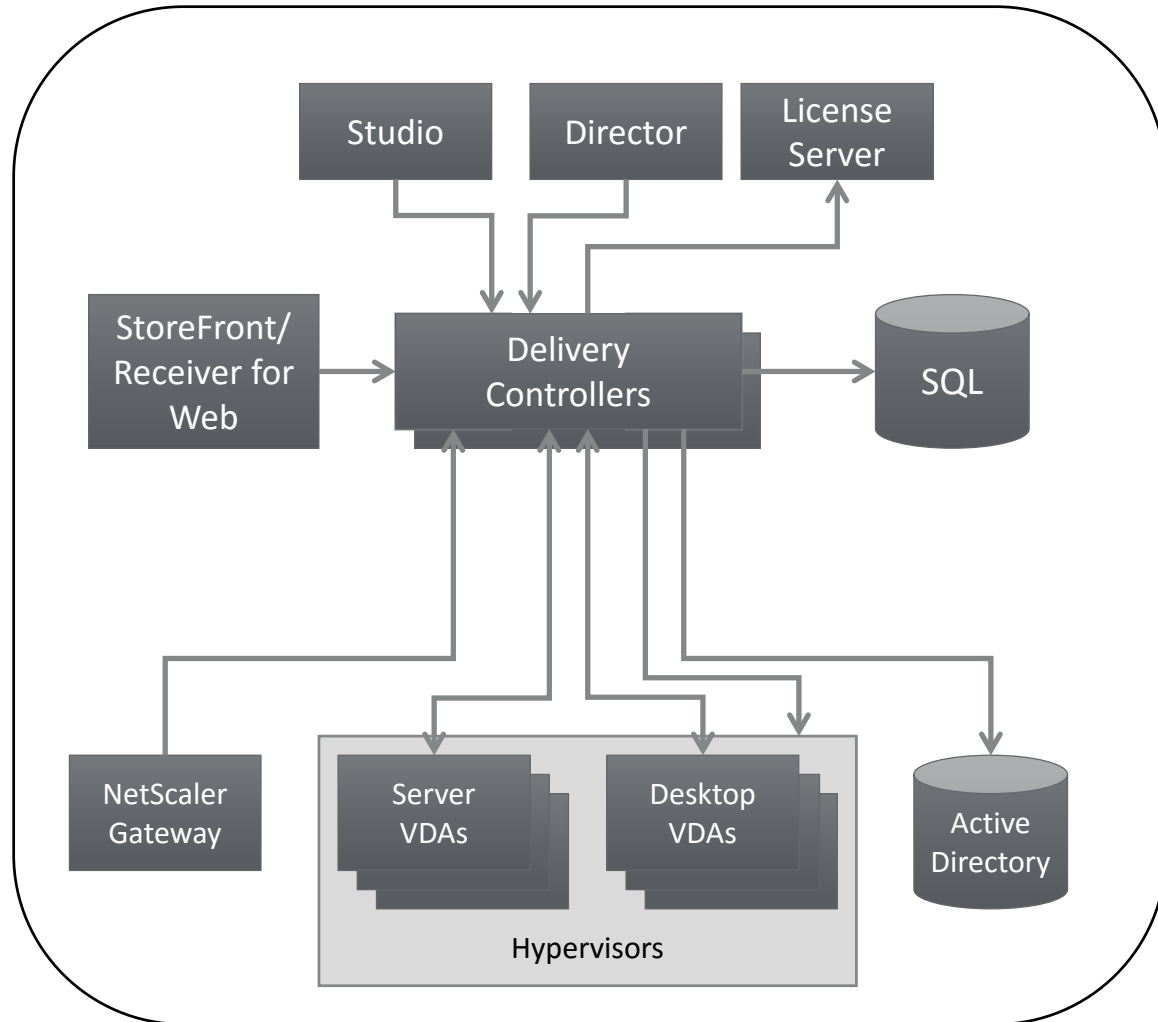 Studio
Director
License
Server
StoreFront/
Receiver for
Web
Delivery
Controllers
SQL
NetScaler
Gateway
Server
VDAs
Desktop
VDAs
Active
Directory
Hypervisors